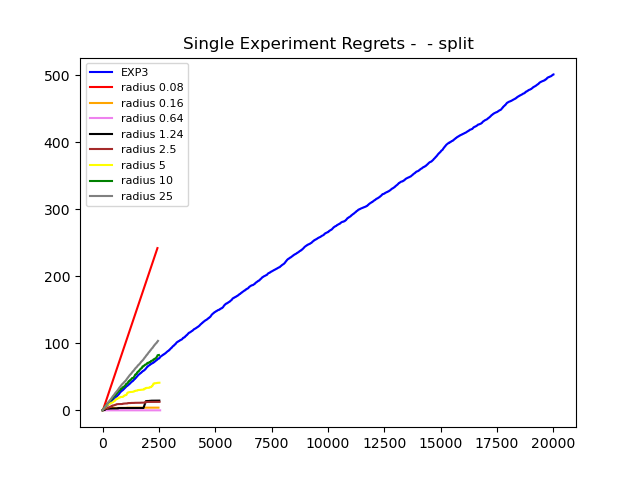 Single Experiment Regrets -  - split
500
400
300
200
100
0
EXP3
radius 0.08
radius 0.16
radius 0.64
radius 1.24
radius 2.5
radius 5
radius 10
radius 25
0 2500 5000 7500 10000 12500 15000 17500 20000